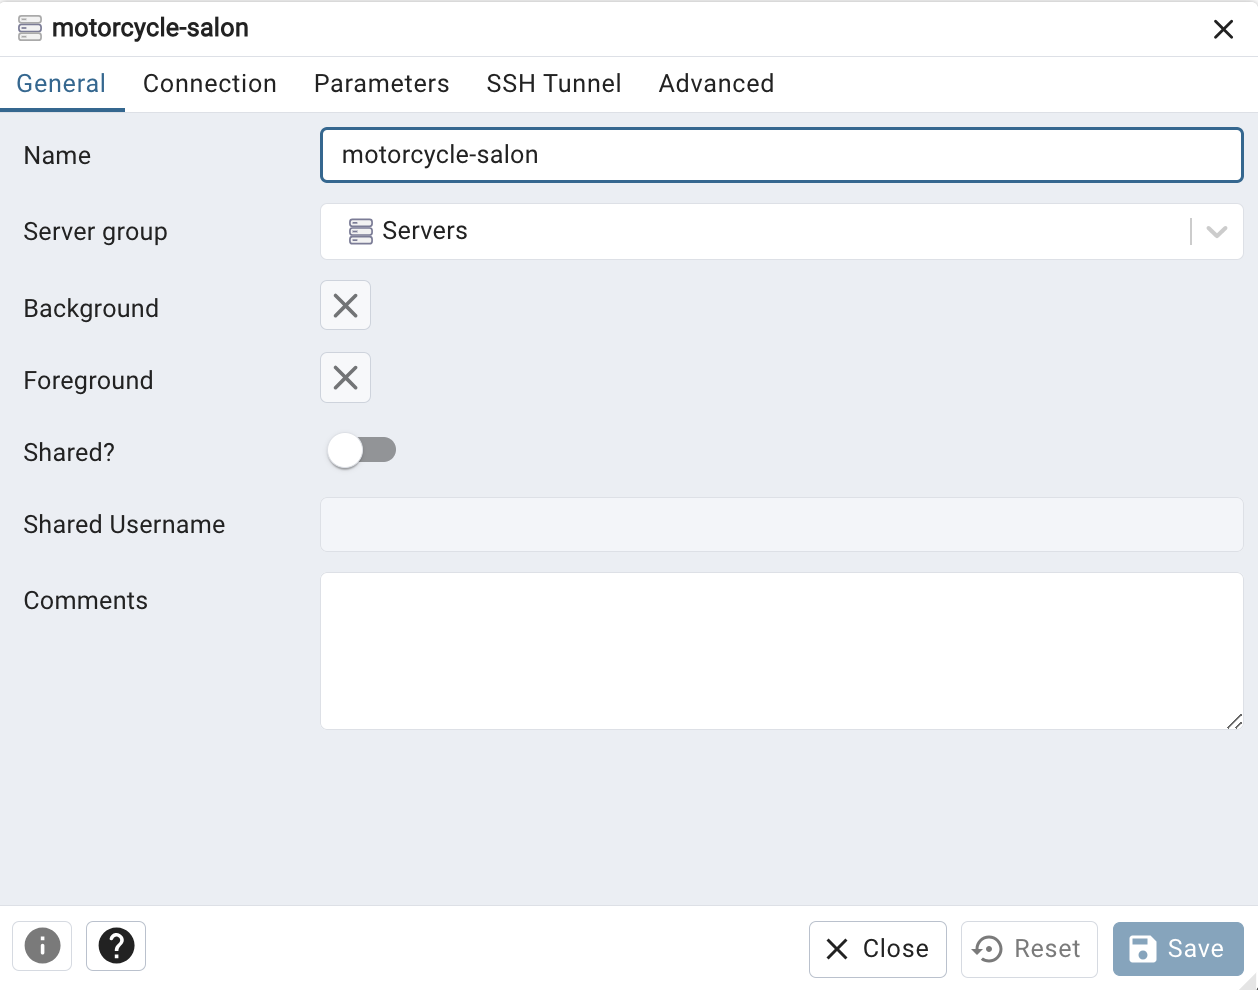 motorcycle-salon
General Connection Parameters SSH Tunnel Advanced
Name motorcycle-salon
Server group Servers
Background
Foreground
Shared?
Shared Username
Comments
Close Reset Save